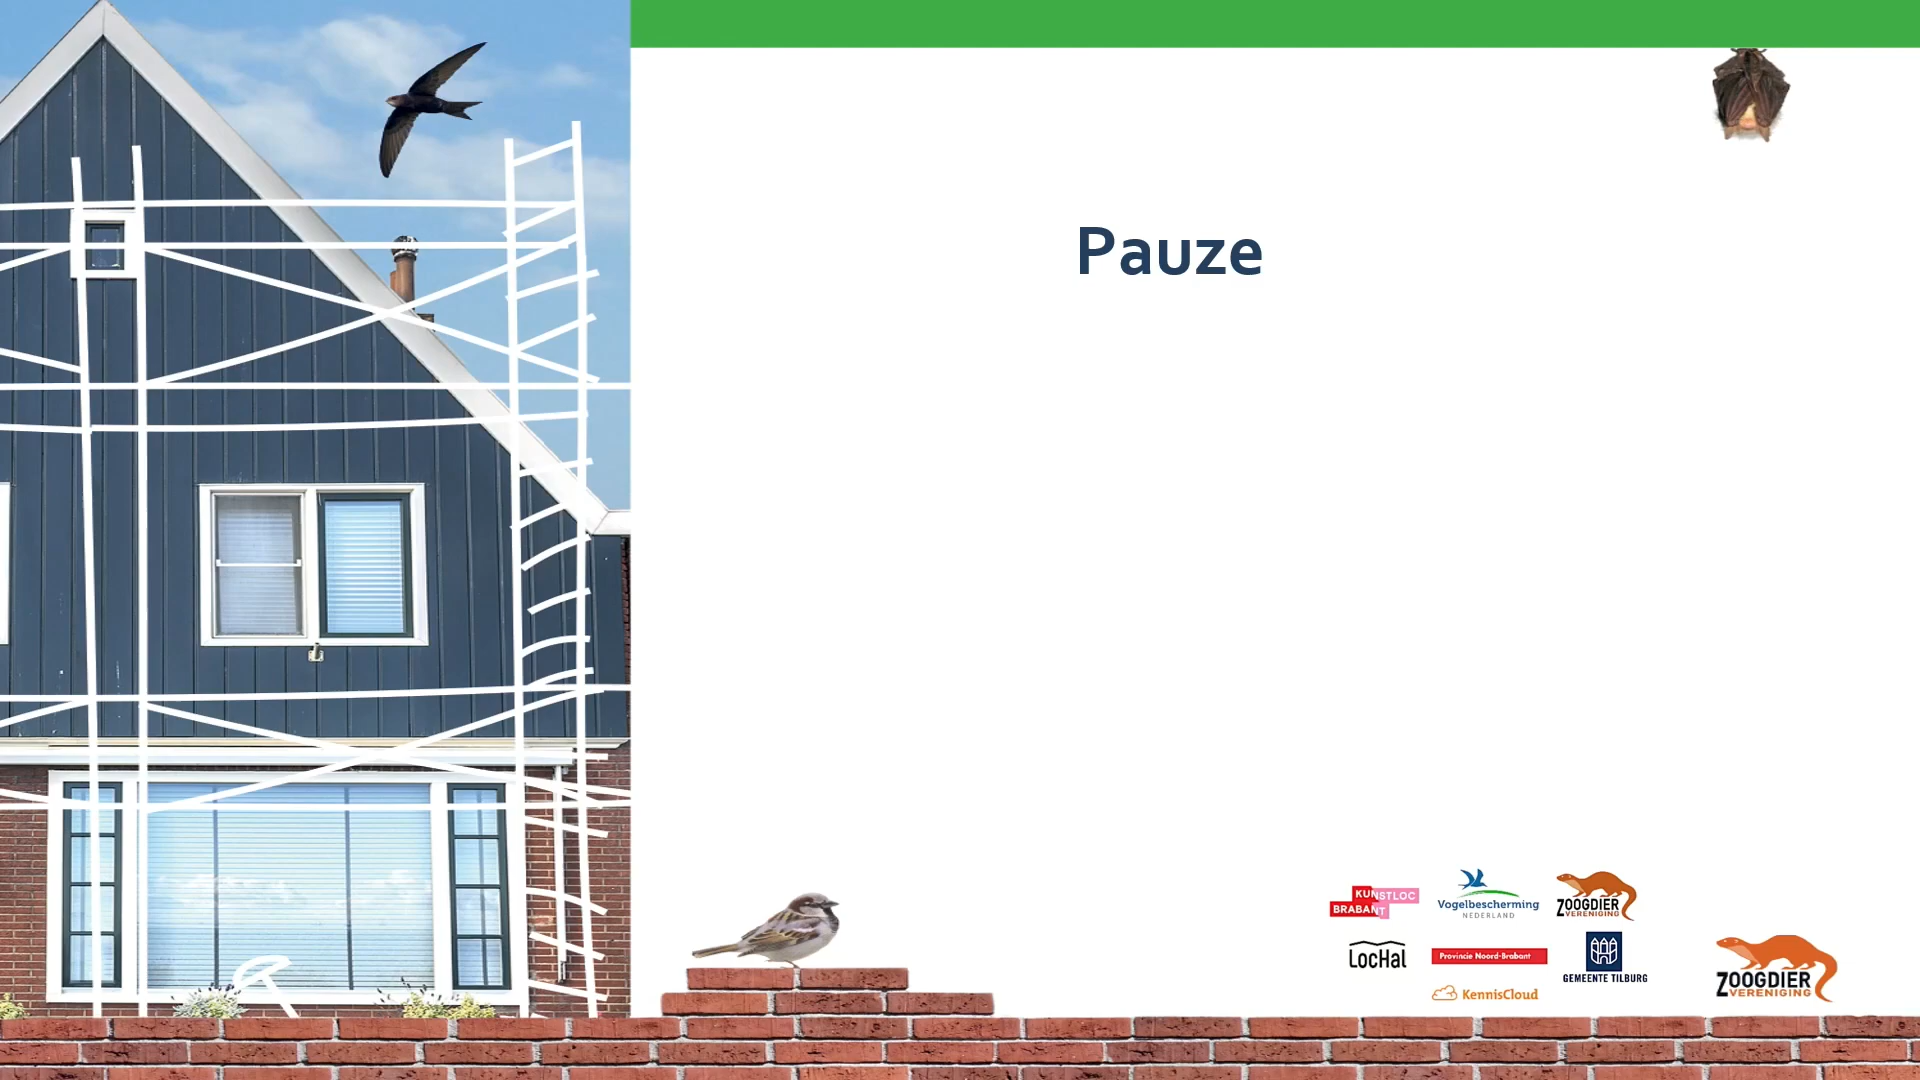 Pauze
KUNSTLOC
BRABANT
Vogelbescherming
NEDERLAND
ZOOGDIER
VERENIGING
LocHal
Provincie Noord-Brabant
GEMEENTE TILBURG
KennisCloud
ZOOGDIER
VERENIGING